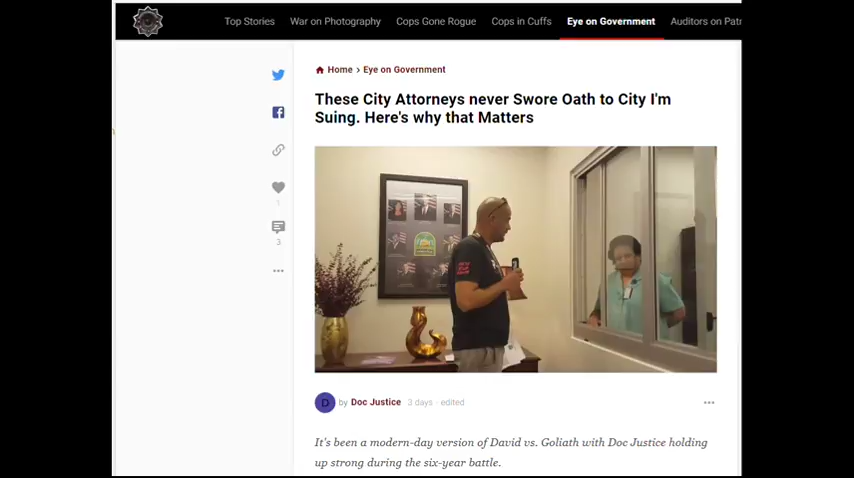 Top Stories War on Photography Cops Gone Rogue Cops in Cuffs Eye on Government Auditors on Patr
Home › Eye on Government
These City Attorneys never Swore Oath to City I'm
Suing. Here's why that Matters
1
3
D by Doc Justice 3 days · edited
It's been a modern-day version of David vs. Goliath with Doc Justice holding
up strong during the six-year battle.